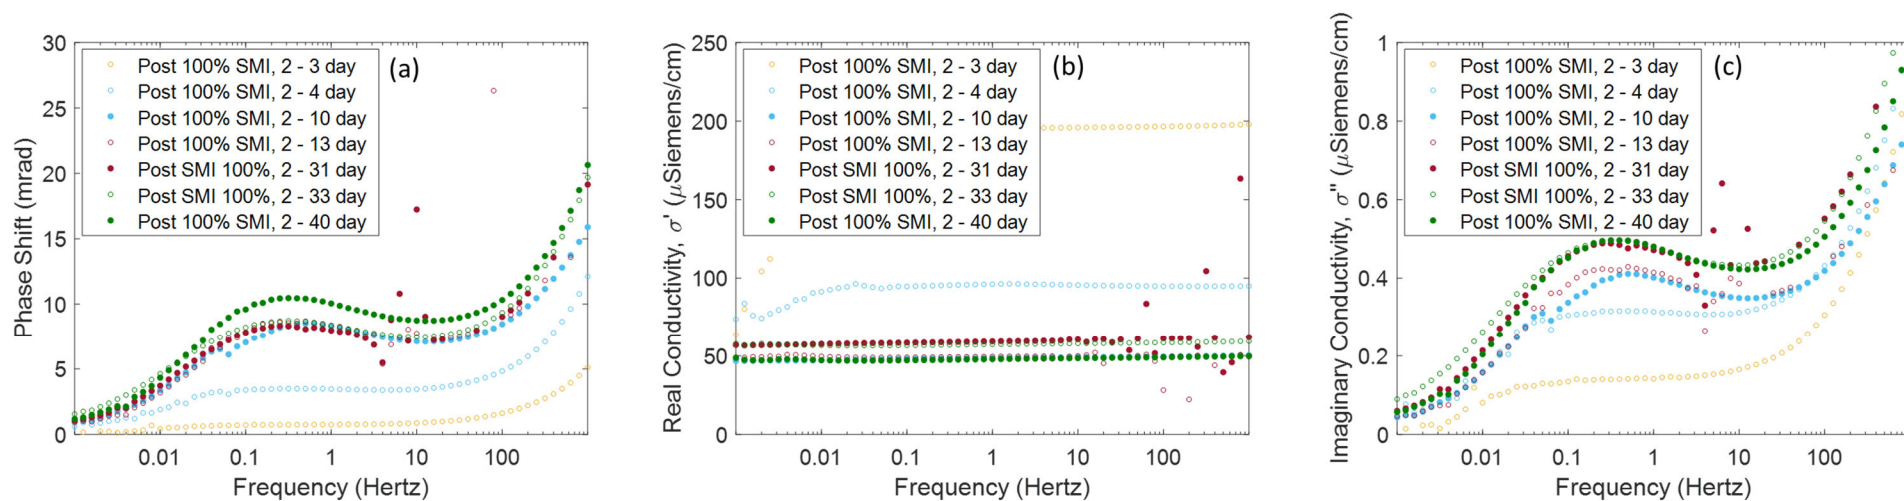 30
25
20
15
10
5
0
Phase Shift (mrad)
Post 100% SMI, 2 - 3 day
Post 100% SMI, 2 - 4 day
Post 100% SMI, 2 - 10 day
Post 100% SMI, 2 - 13 day
Post SMI 100%, 2 - 31 day
Post SMI 100%, 2 - 33 day
Post 100% SMI, 2 - 40 day
(a)
0.01 0.1 1 10 100
Frequency (Hertz)
250
200
150
100
50
0
Real Conductivity, σ' (μSiemens/cm)
Post 100% SMI, 2 - 3 day
Post 100% SMI, 2 - 4 day
Post 100% SMI, 2 - 10 day
Post 100% SMI, 2 - 13 day
Post SMI 100%, 2 - 31 day
Post SMI 100%, 2 - 33 day
Post 100% SMI, 2 - 40 day
(b)
0.01 0.1 1 10 100
Frequency (Hertz)
1
0.8
0.6
0.4
0.2
0
Imaginary Conductivity, σ'' (μSiemens/cm)
Post 100% SMI, 2 - 3 day
Post 100% SMI, 2 - 4 day
Post 100% SMI, 2 - 10 day
Post 100% SMI, 2 - 13 day
Post SMI 100%, 2 - 31 day
Post SMI 100%, 2 - 33 day
Post 100% SMI, 2 - 40 day
(c)
0.01 0.1 1 10 100
Frequency (Hertz)